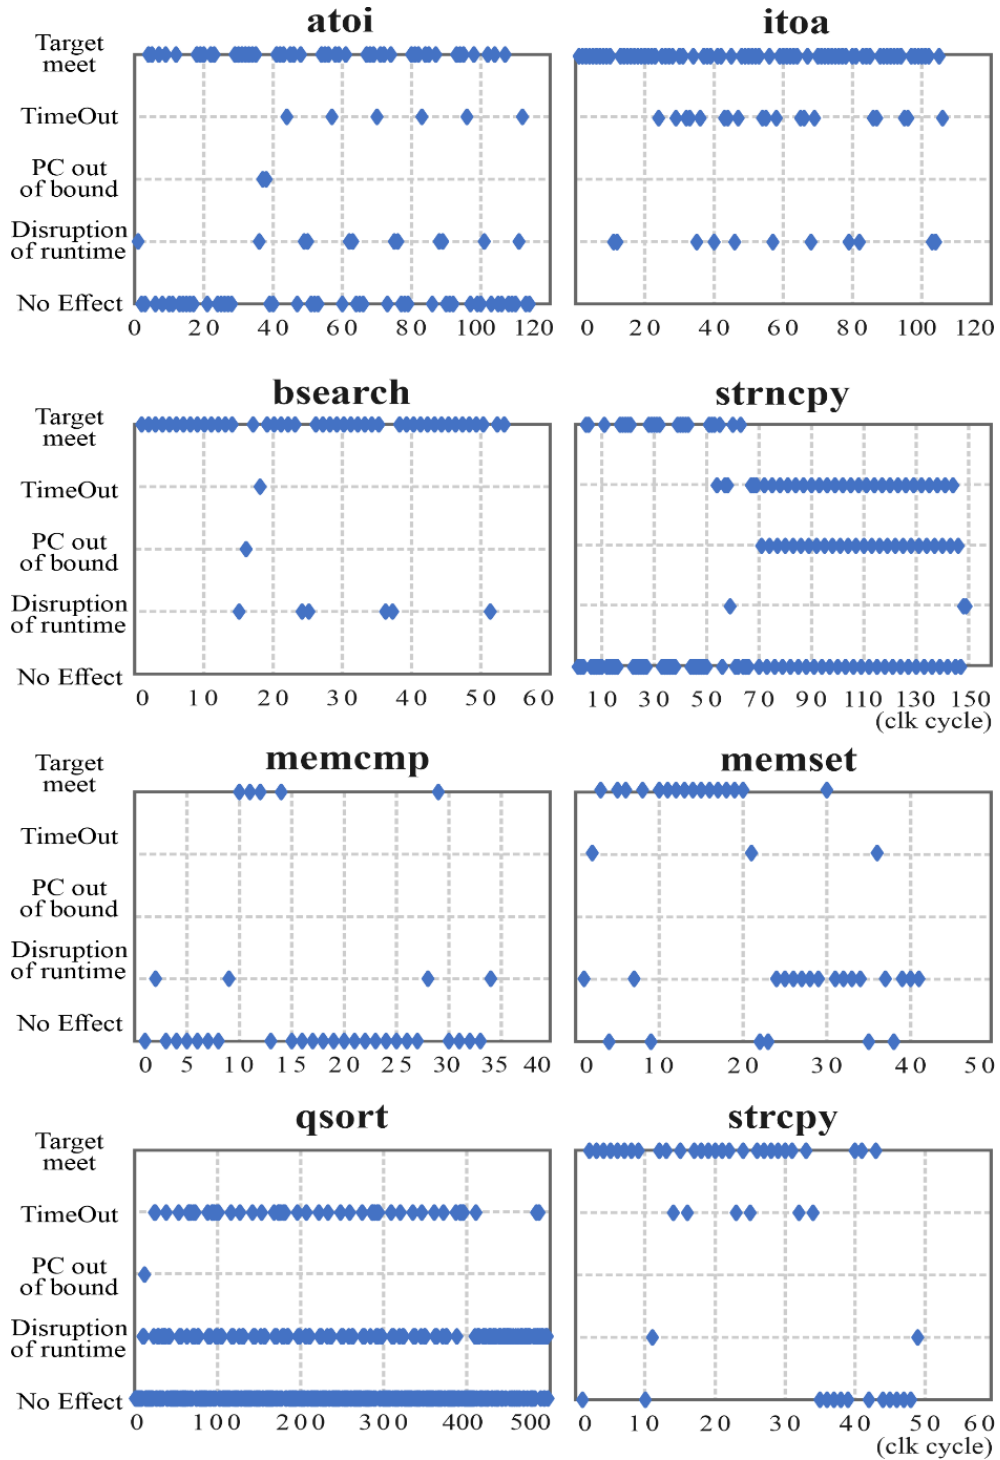 atoi
itoa
Target
meet
TimeOut
PC out
of bound
Disruption
of runtime
No Effect
0 20 40 60 80 100 120
0 20 40 60 80 100 120
bsearch
strncpy
Target
meet
TimeOut
PC out
of bound
Disruption
of runtime
No Effect
0 10 20 30 40 50 60
10 30 50 70 90 110 130 150
(clk cycle)
memcmp
memset
Target
meet
TimeOut
PC out
of bound
Disruption
of runtime
No Effect
0 5 10 15 20 25 30 35 40
0 10 20 30 40 50
qsort
strcpy
Target
meet
TimeOut
PC out
of bound
Disruption
of runtime
No Effect
0 100 200 300 400 500
0 10 20 30 40 50 60
(clk cycle)